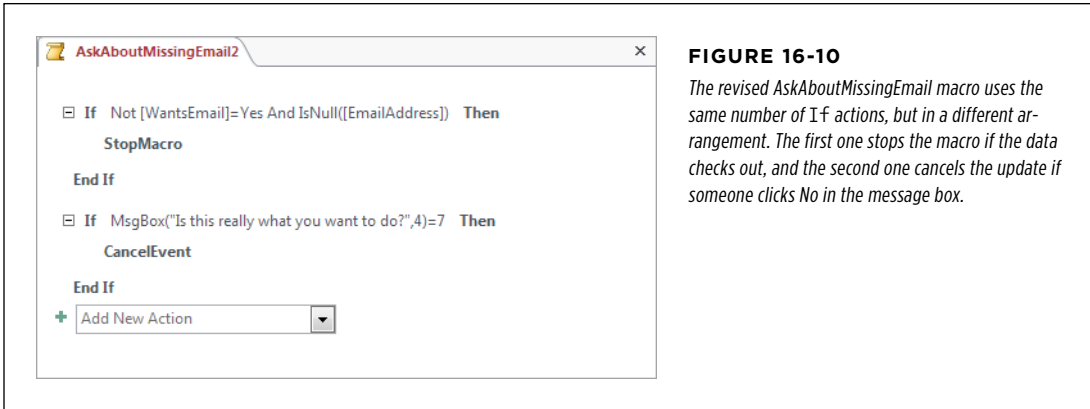 AskAboutMissingEmail2
If Not [WantsEmail]=Yes And IsNull([EmailAddress]) Then
StopMacro
End If
If MsgBox("Is this really what you want to do?",4)=7 Then
CancelEvent
End If
Add New Action
FIGURE 16-10
The revised AskAboutMissingEmail macro uses the
same number of If actions, but in a different ar-
rangement. The first one stops the macro if the data
checks out, and the second one cancels the update if
someone clicks No in the message box.